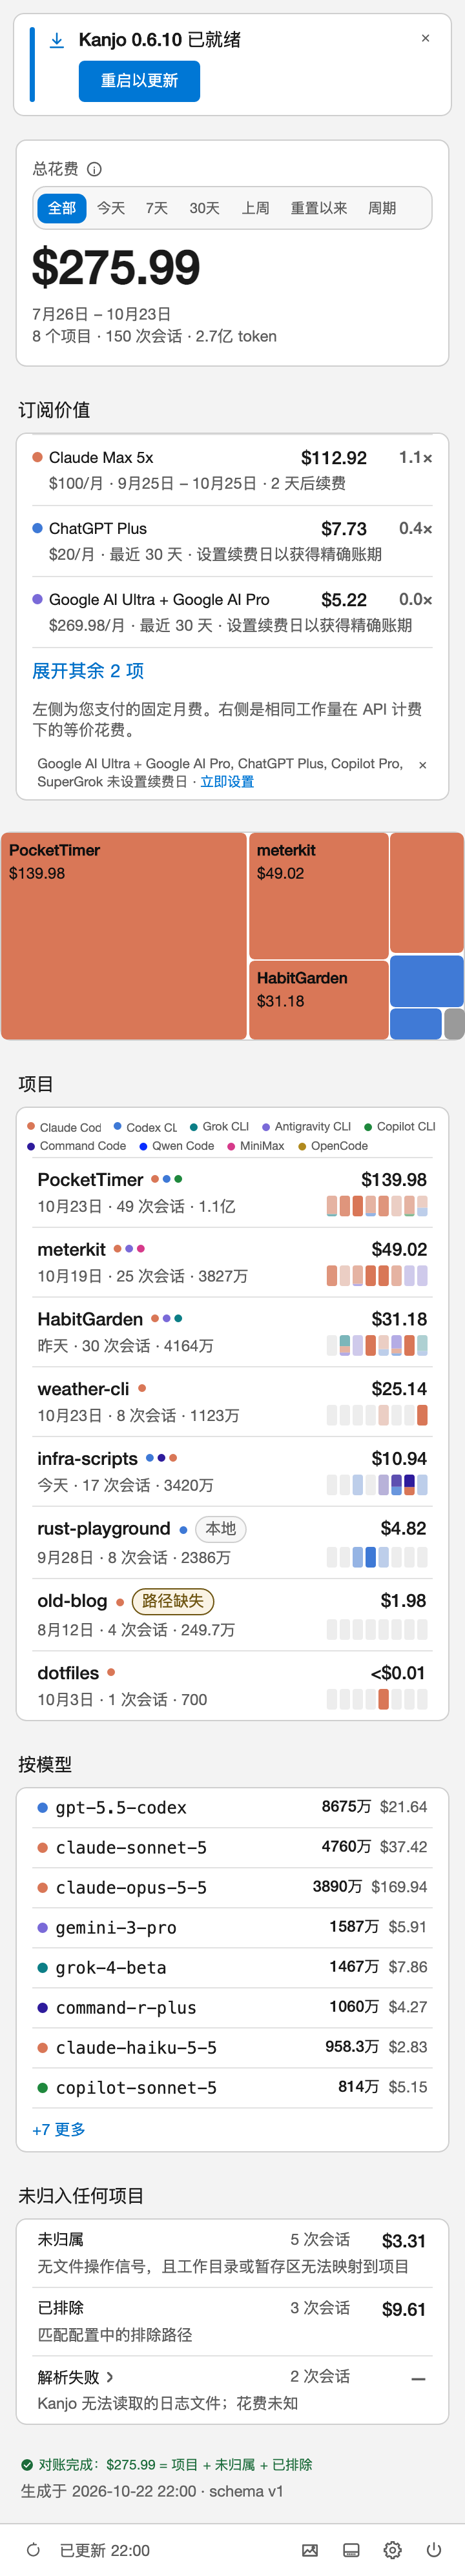 Kanjo 0.6.10 已就绪
重启以更新
总花费
全部 今天 7天 30天 上周 重置以来 周期
$275.99
7月26日 – 10月23日
8 个项目 · 150 次会话 · 2.7亿 token
订阅价值
Claude Max 5x $112.92 1.1×
$100/月 · 9月25日 – 10月25日 · 2 天后续费
ChatGPT Plus $7.73 0.4×
$20/月 · 最近 30 天 · 设置续费日以获得精确账期
Google AI Ultra + Google AI Pro $5.22 0.0×
$269.98/月 · 最近 30 天 · 设置续费日以获得精确账期
展开其余 2 项
左侧为您支付的固定月费。右侧是相同工作量在 API 计费
下的等价花费。
Google AI Ultra + Google AI Pro, ChatGPT Plus, Copilot Pro,
SuperGrok 未设置续费日 · 立即设置
PocketTimer
$139.98
meterkit
$49.02
HabitGarden
$31.18
项目
Claude Cod Codex CL Grok CLI Antigravity CLI Copilot CLI
Command Code Qwen Code MiniMax OpenCode
PocketTimer $139.98
10月23日 · 49 次会话 · 1.1亿
meterkit $49.02
10月19日 · 25 次会话 · 3827万
HabitGarden $31.18
昨天 · 30 次会话 · 4164万
weather-cli $25.14
10月23日 · 8 次会话 · 1123万
infra-scripts $10.94
今天 · 17 次会话 · 3420万
rust-playground 本地 $4.82
9月28日 · 8 次会话 · 2386万
old-blog 路径缺失 $1.98
8月12日 · 4 次会话 · 249.7万
dotfiles <$0.01
10月3日 · 1 次会话 · 700
按模型
gpt-5.5-codex 8675万 $21.64
claude-sonnet-5 4760万 $37.42
claude-opus-5-5 3890万 $169.94
gemini-3-pro 1587万 $5.91
grok-4-beta 1467万 $7.86
command-r-plus 1060万 $4.27
claude-haiku-5-5 958.3万 $2.83
copilot-sonnet-5 814万 $5.15
+7 更多
未归入任何项目
未归属 5 次会话 $3.31
无文件操作信号，且工作目录或暂存区无法映射到项目
已排除 3 次会话 $9.61
匹配配置中的排除路径
解析失败 2 次会话 —
Kanjo 无法读取的日志文件；花费未知
对账完成：$275.99 = 项目 + 未归属 + 已排除
生成于 2026-10-22 22:00 · schema v1
已更新 22:00